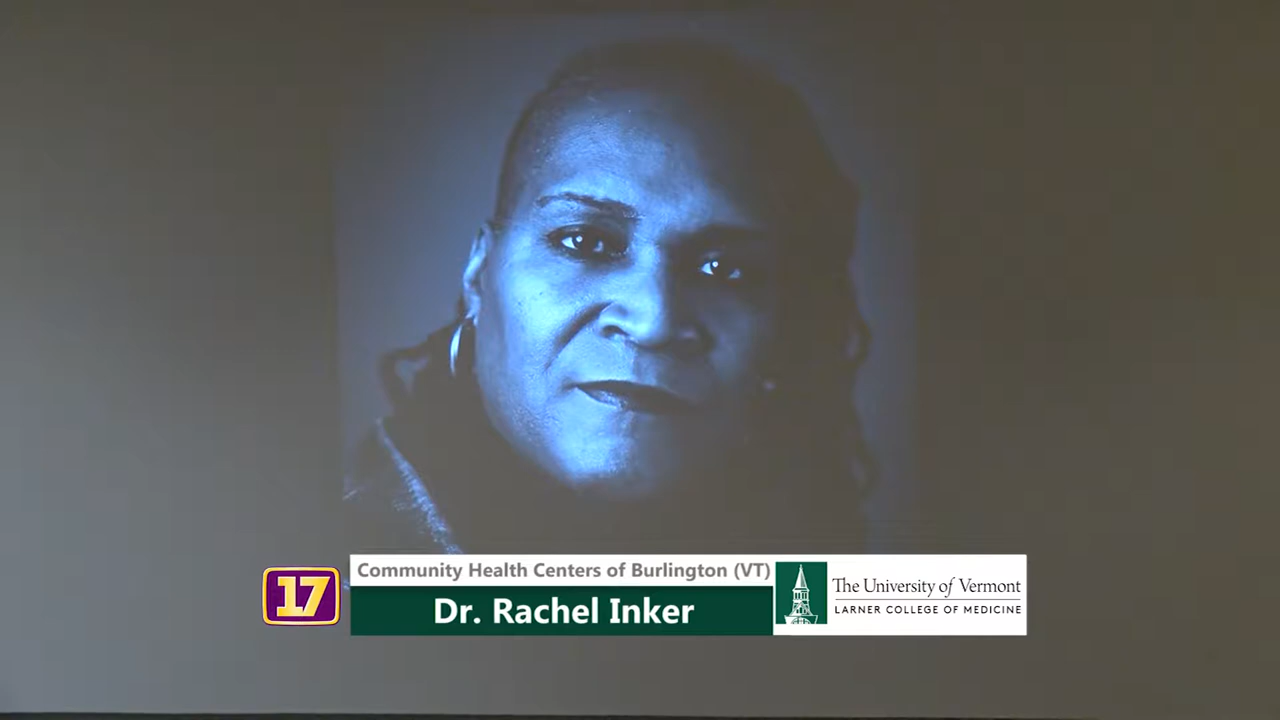 17
Community Health Centers of Burlington (VT)
Dr. Rachel Inker
The University of Vermont
LARNER COLLEGE OF MEDICINE